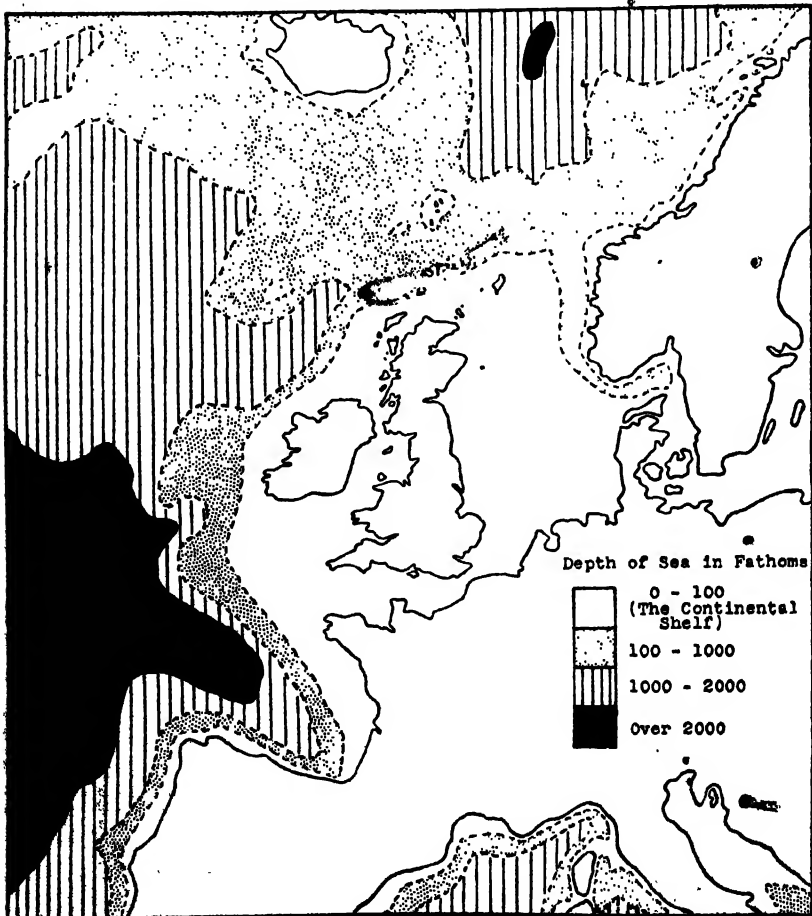 Depth of Sea in Fathoms
0 - 100
(The Continental
Shelf)
100 - 1000
1000 - 2000
Over 2000